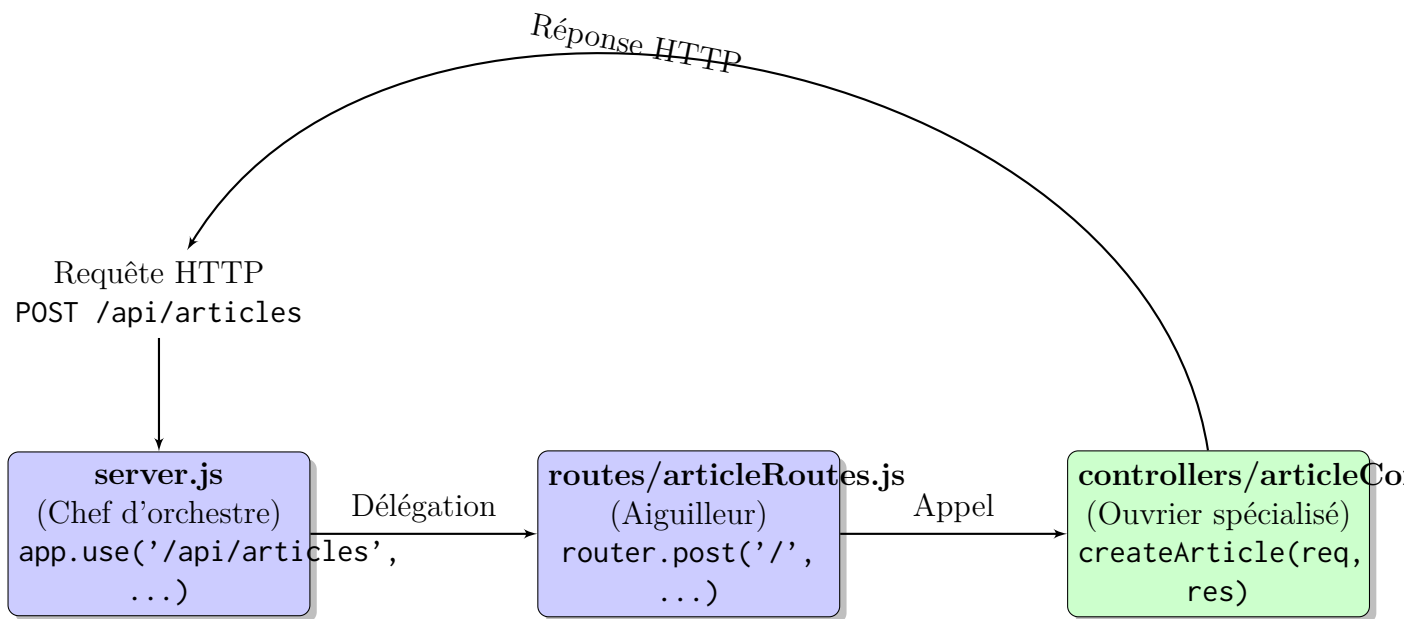 Réponse HTTP
Requête HTTP
POST /api/articles
server.js
(Chef d'orchestre)
app.use('/api/articles',
...)
Délégation
routes/articleRoutes.js
(Aiguilleur)
router.post('/',
...)
Appel
controllers/articleCo
(Ouvrier spécialisé)
createArticle(req,
res)